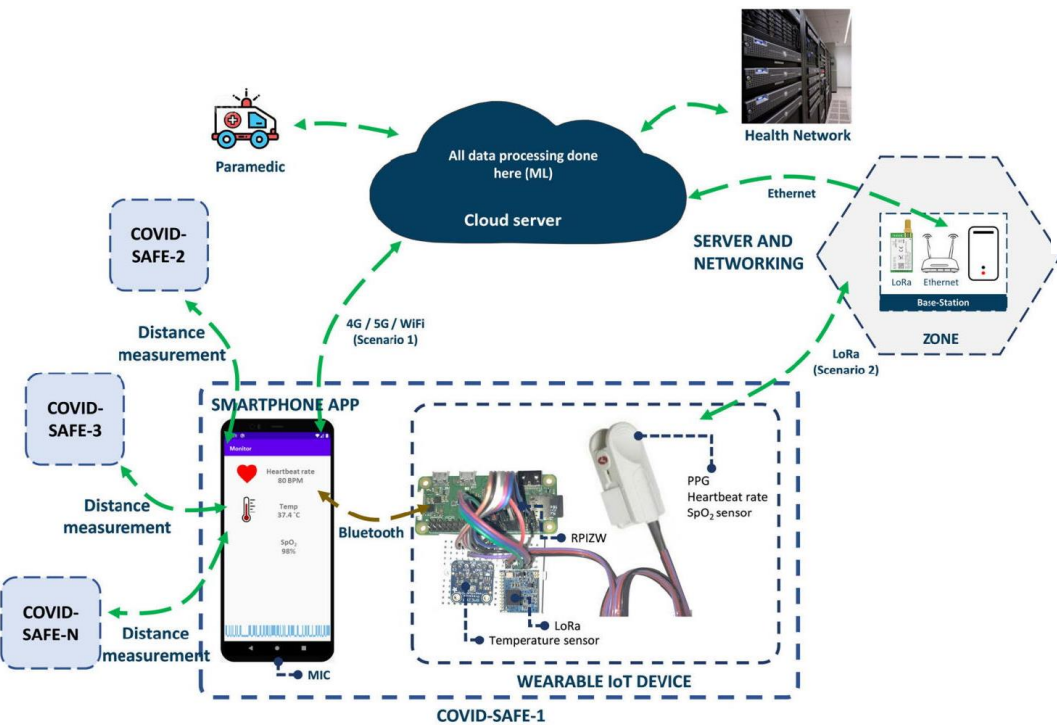 Paramedic
All data processing done
here (ML)
Cloud server
Health Network
Ethernet
SERVER AND
NETWORKING
LoRa
Ethernet
Base-Station
ZONE
COVID-
SAFE-2
Distance
measurement
4G / 5G / WiFi
(Scenario 1)
LoRa
(Scenario 2)
COVID-
SAFE-3
Distance
measurement
COVID-
SAFE-N
Distance
measurement
SMARTPHONE APP
Monitor
Heartbeat rate
80 BPM
Temp
37.4 °C
SpO₂
98%
MIC
Bluetooth
PPG
Heartbeat rate
SpO₂ sensor
RPIZW
LoRa
Temperature sensor
WEARABLE IoT DEVICE
COVID-SAFE-1